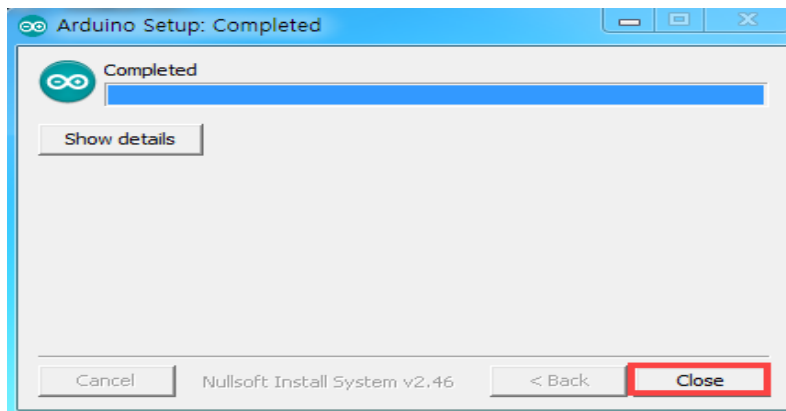 Arduino Setup: Completed
Completed
Show details
Cancel
Nullsoft Install System v2.46
< Back
Close